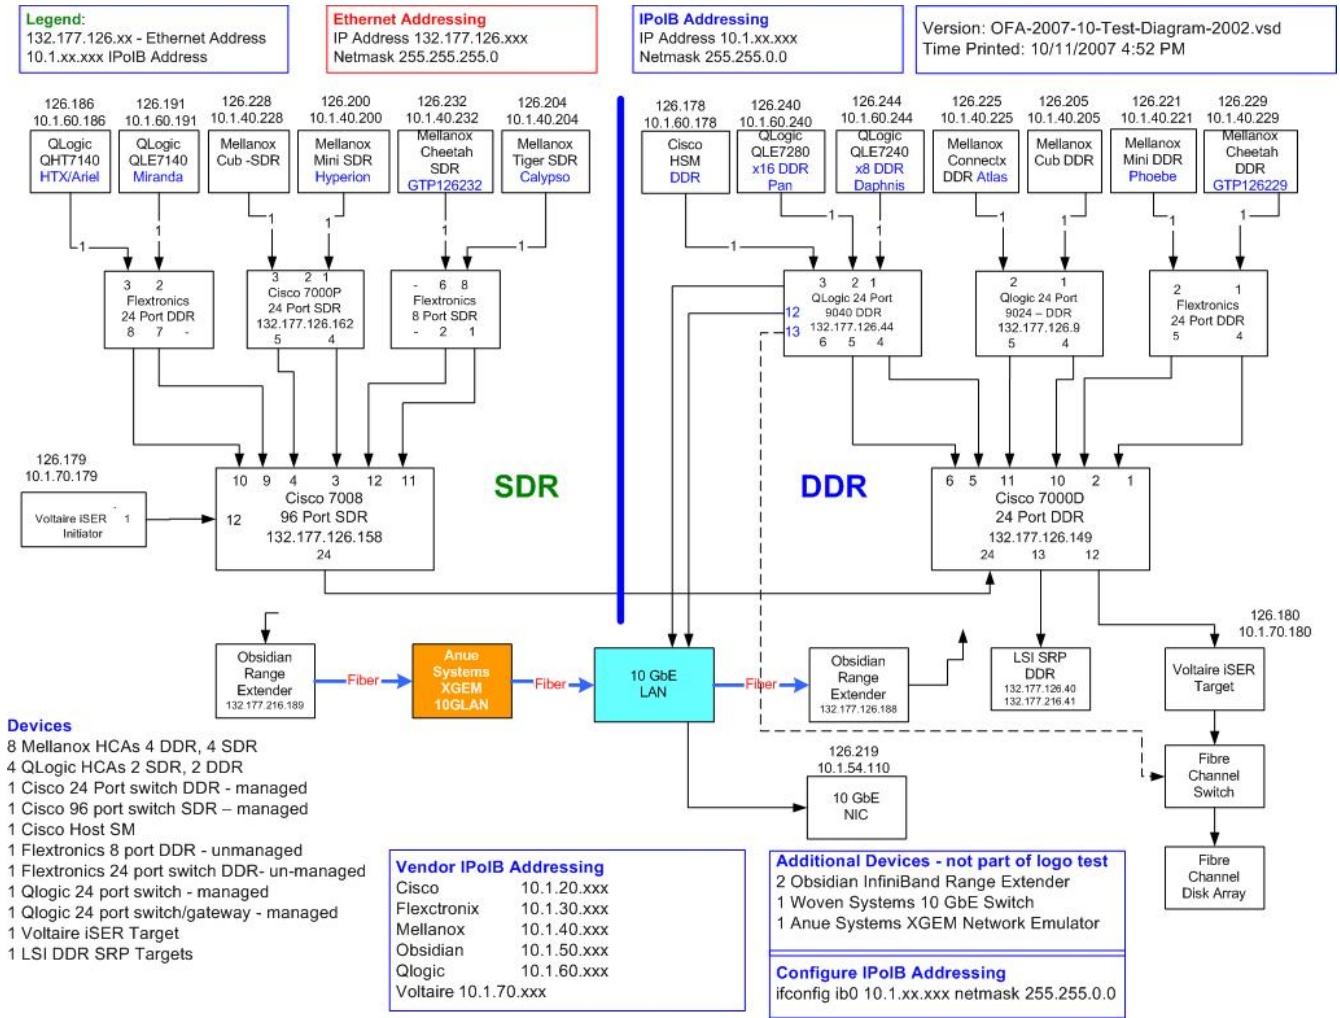 Legend:
132.177.126.xx - Ethernet Address
10.1.xx.xxx IPoIB Address
Ethernet Addressing
IP Address 132.177.126.xxx
Netmask 255.255.255.0
IPoIB Addressing
IP Address 10.1.xx.xxx
Netmask 255.255.0.0
Version: OFA-2007-10-Test-Diagram-2002.vsd
Time Printed: 10/11/2007 4:52 PM
126.186
10.1.60.186
QLogic
QHT7140
HTX/Ariel
1
126.191
10.1.60.191
QLogic
QLE7140
Miranda
1
126.228
10.1.40.228
Mellanox
Cub -SDR
1
126.200
10.1.40.200
Mellanox
Mini SDR
Hyperion
1
126.232
10.1.40.232
Mellanox
Cheetah
SDR
GTP126232
1
126.204
10.1.40.204
Mellanox
Tiger SDR
Calypso
1
126.178
10.1.60.178
Cisco
HSM
DDR
1
126.240
10.1.60.240
QLogic
QLE7280
x16 DDR
Pan
1
126.244
10.1.60.244
QLogic
QLE7240
x8 DDR
Daphnis
1
126.225
10.1.40.225
Mellanox
Connectx
DDR Atlas
1
126.205
10.1.40.205
Mellanox
Cub DDR
1
126.221
10.1.40.221
Mellanox
Mini DDR
Phoebe
1
126.229
10.1.40.229
Mellanox
Cheetah
DDR
GTP126229
1
3 2
Flextronics
24 Port DDR
8 7 -
3 2 1
Cisco 7000P
24 Port SDR
132.177.126.162
5 4
- 6 8
Flextronics
8 Port SDR
- 2 1
3 2 1
QLogic 24 Port
12
9040 DDR
13
132.177.126.44
6 5 4
2 1
Qlogic 24 Port
9024 – DDR
132.177.126.9
5 4
2 1
Flextronics
24 Port DDR
5 4
126.179
10.1.70.179
Voltaire iSER - 1
Initiator
10 9 4 3 12 11
Cisco 7008
12
96 Port SDR
132.177.126.158
24
SDR
DDR
6 5 11 10 2 1
Cisco 7000D
24 Port DDR
132.177.126.149
24 13 12
Obsidian
Range
Extender
132.177.216.189
Fiber
Anue
Systems
XGEM
10GLAN
Fiber
10 GbE
LAN
Fiber
Obsidian
Range
Extender
132.177.126.188
LSI SRP
DDR
132.177.126.40
132.177.216.41
126.180
10.1.70.180
Voltaire iSER
Target
126.219
10.1.54.110
10 GbE
NIC
Fibre
Channel
Switch
Fibre
Channel
Disk Array
Devices
8 Mellanox HCAs 4 DDR, 4 SDR
4 QLogic HCAs 2 SDR, 2 DDR
1 Cisco 24 Port switch DDR - managed
1 Cisco 96 port switch SDR – managed
1 Cisco Host SM
1 Flextronics 8 port DDR - unmanaged
1 Flextronics 24 port switch DDR- un-managed
1 Qlogic 24 port switch - managed
1 Qlogic 24 port switch/gateway - managed
1 Voltaire iSER Target
1 LSI DDR SRP Targets
Vendor IPoIB Addressing
Cisco 10.1.20.xxx
Flexctronix 10.1.30.xxx
Mellanox 10.1.40.xxx
Obsidian 10.1.50.xxx
Qlogic 10.1.60.xxx
Voltaire 10.1.70.xxx
Additional Devices - not part of logo test
2 Obsidian InfiniBand Range Extender
1 Woven Systems 10 GbE Switch
1 Anue Systems XGEM Network Emulator
Configure IPoIB Addressing
ifconfig ib0 10.1.xx.xxx netmask 255.255.0.0